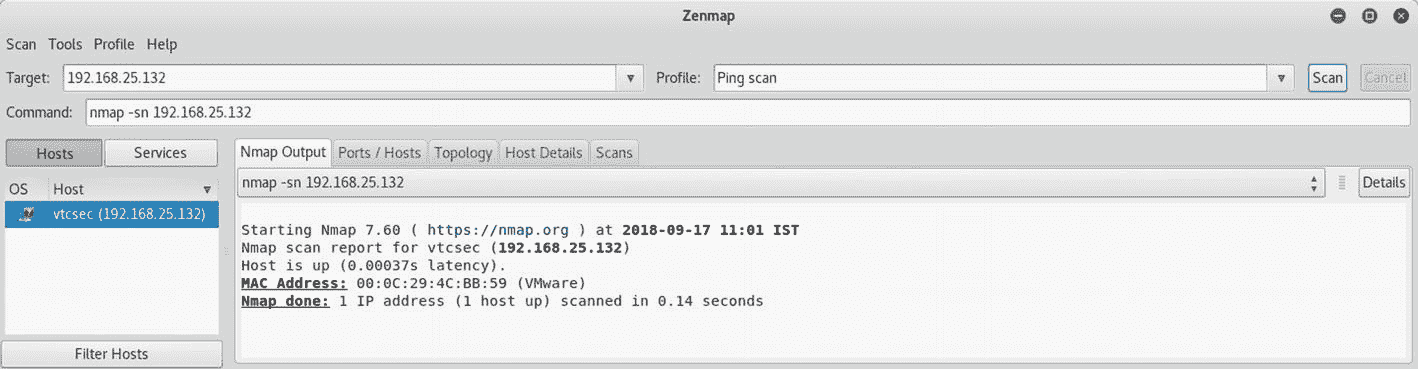 Zenmap
Scan Tools Profile Help
Target: 192.168.25.132 Profile: Ping scan Scan Cancel
Command: nmap -sn 192.168.25.132
Hosts Services Nmap Output Ports / Hosts Topology Host Details Scans
OS Host nmap -sn 192.168.25.132 Details
vtcsec (192.168.25.132)
Starting Nmap 7.60 ( https://nmap.org ) at 2018-09-17 11:01 IST
Nmap scan report for vtcsec (192.168.25.132)
Host is up (0.00037s latency).
MAC Address: 00:0C:29:4C:BB:59 (VMware)
Nmap done: 1 IP address (1 host up) scanned in 0.14 seconds
Filter Hosts